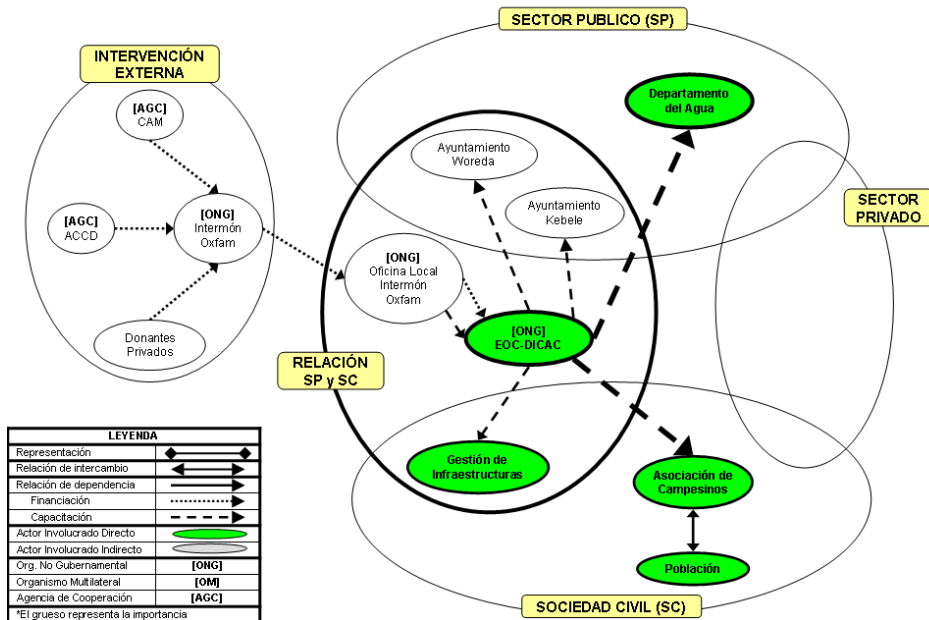 SECTOR PUBLICO (SP)
INTERVENCIÓN
EXTERNA
[AGC]
CAM
[AGC]
ACCD
[ONG]
Intermón
Oxfam
Donantes
Privados
Departamento
del Agua
Ayuntamiento
Woreda
Ayuntamiento
Kebele
SECTOR
PRIVADO
[ONG]
Oficina Local
Intermón
Oxfam
[ONG]
EOC-DICAC
RELACIÓN
SP y SC
Gestión de
Infraestructuras
Asociación de
Campesinos
Población
SOCIEDAD CIVIL (SC)
LEYENDA
Representación
Relación de intercambio
Relación de dependencia
Financiación
Capacitación
Actor Involucrado Directo
Actor Involucrado Indirecto
Org. No Gubernamental [ONG]
Organismo Multilateral [OM]
Agencia de Cooperación [AGC]
*El grueso representa la importancia